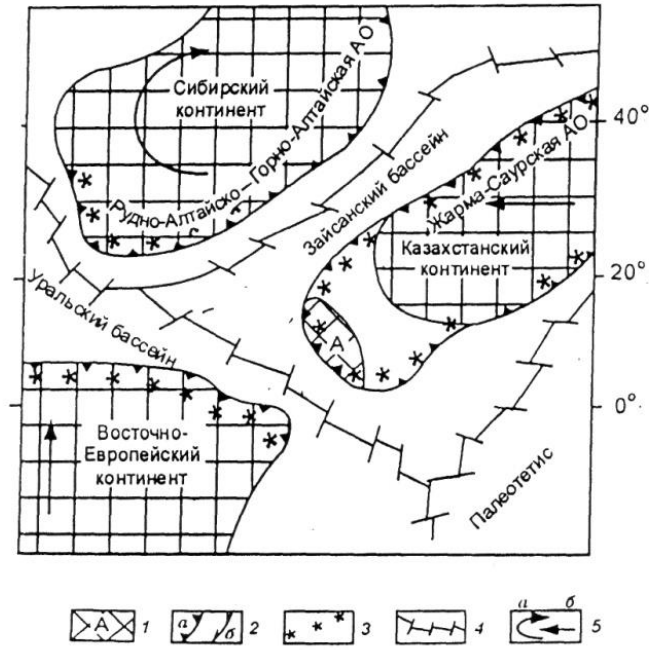 Сибирский
континент
Рудно-Алтайско-Горно-Алтайская АО
40°
Зайсанский бассейн
Жарма-Саурская АО
Казахстанский
континент
20°
Уральский бассейн
А
0°
Восточно-
Европейский
континент
Палеотетис
А 1
а б 2
3
4
а б 5